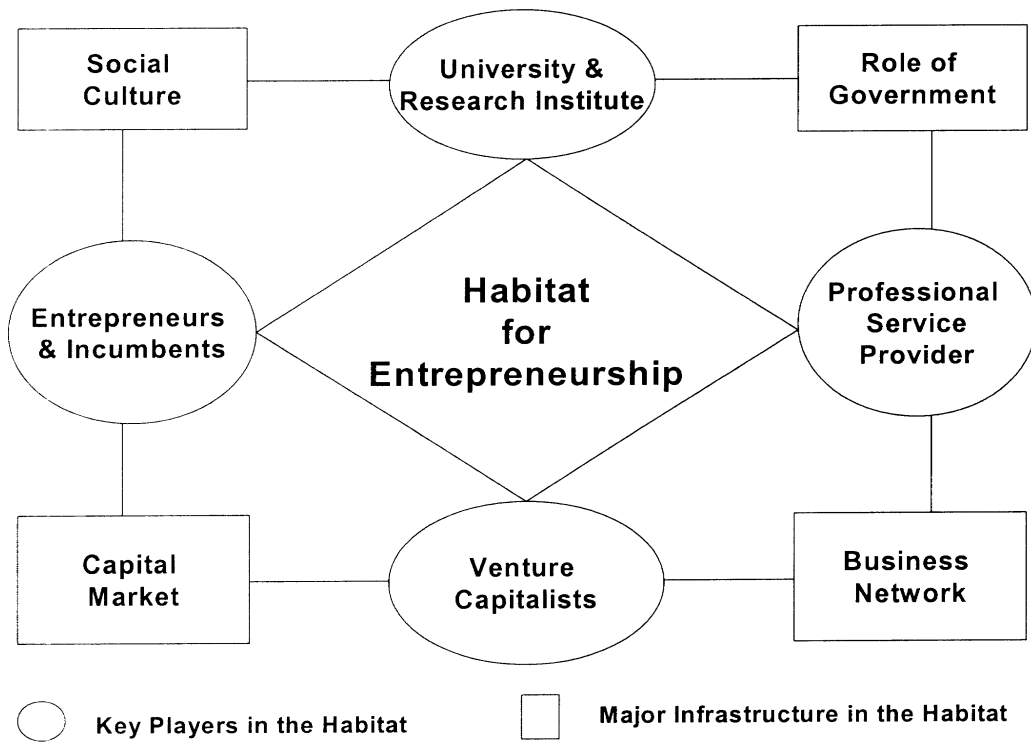 Social
Culture
University &
Research Institute
Role of
Government
Entrepreneurs
& Incumbents
Habitat
for
Entrepreneurship
Professional
Service
Provider
Capital
Market
Venture
Capitalists
Business
Network
Key Players in the Habitat
Major Infrastructure in the Habitat